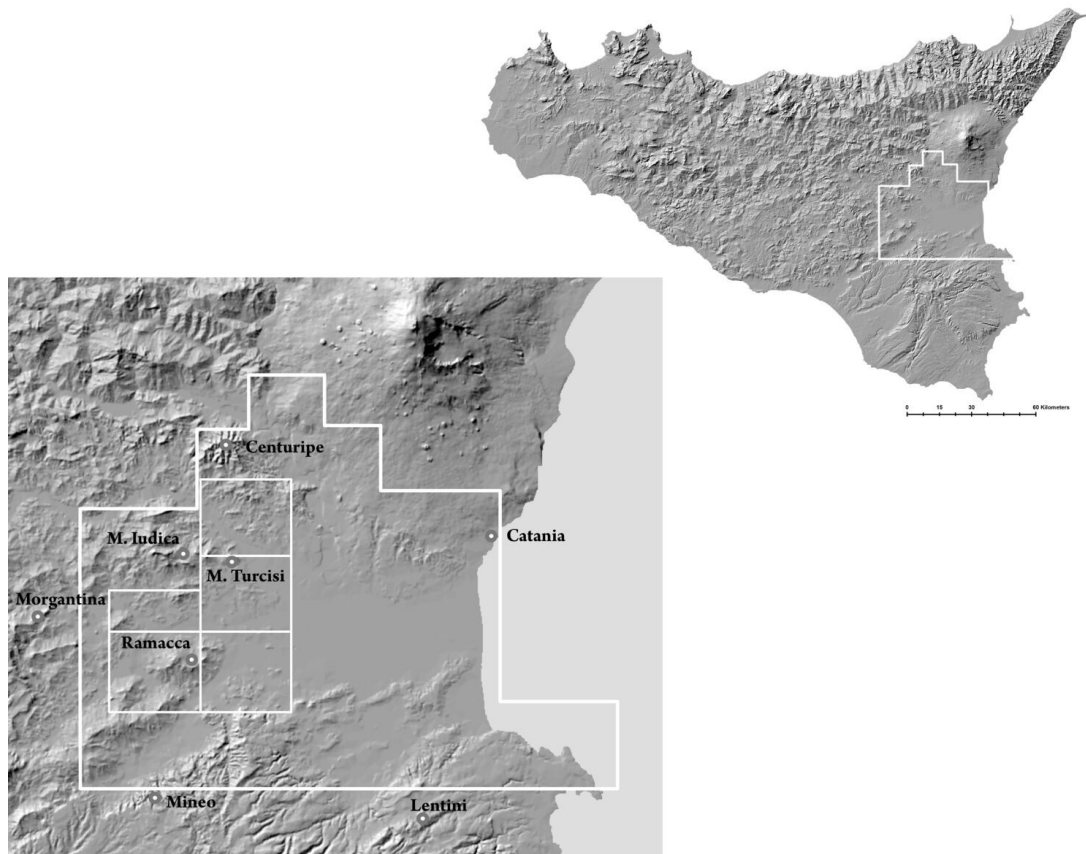 0 15 30 60 Kilometers
Centuripe
M. Iudica
Catania
M. Turcisi
Morgantina
Ramacca
Mineo
Lentini